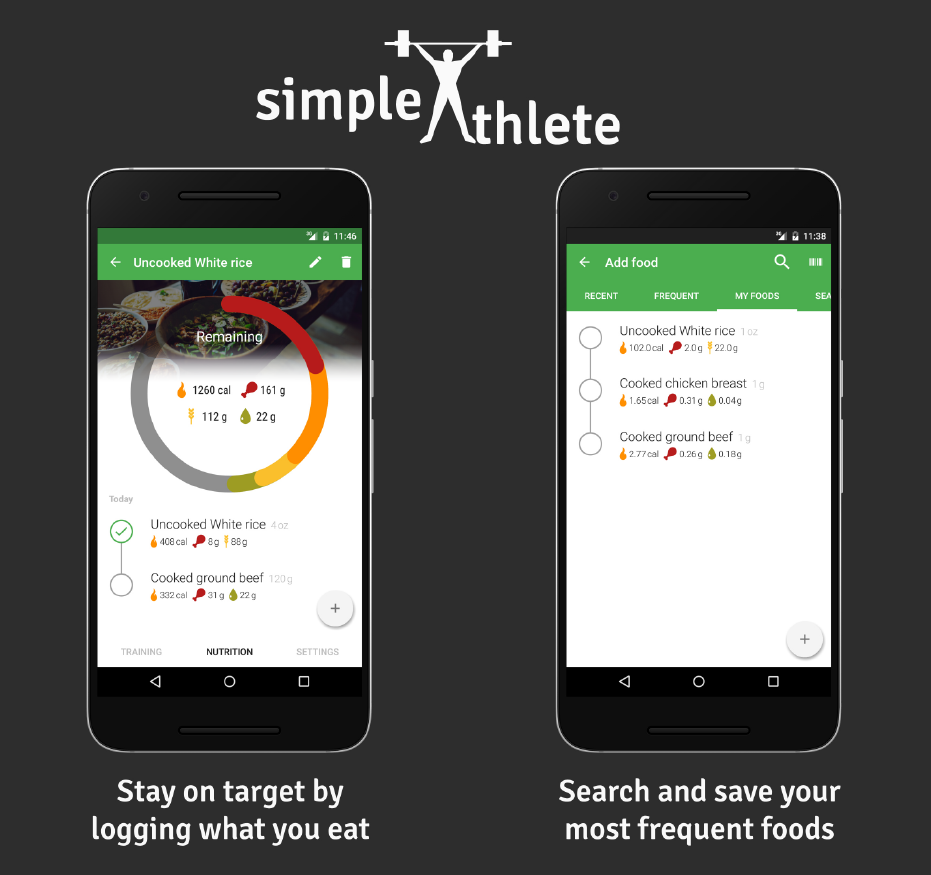 simple
thlete
3G 11:46
Uncooked White rice
Remaining
1260 cal 161 g
112 g 22 g
Today
Uncooked White rice 4 oz
408 cal 8 g 88 g
Cooked ground beef 120 g
332 cal 31 g 22 g
+
TRAINING NUTRITION SETTINGS
Stay on target by
logging what you eat
3G 11:38
Add food
RECENT FREQUENT MY FOODS SEA
Uncooked White rice 1 oz
102.0 cal 2.0 g 22.0 g
Cooked chicken breast 1 g
1.65 cal 0.31 g 0.04 g
Cooked ground beef 1 g
2.77 cal 0.26 g 0.18 g
+
Search and save your
most frequent foods